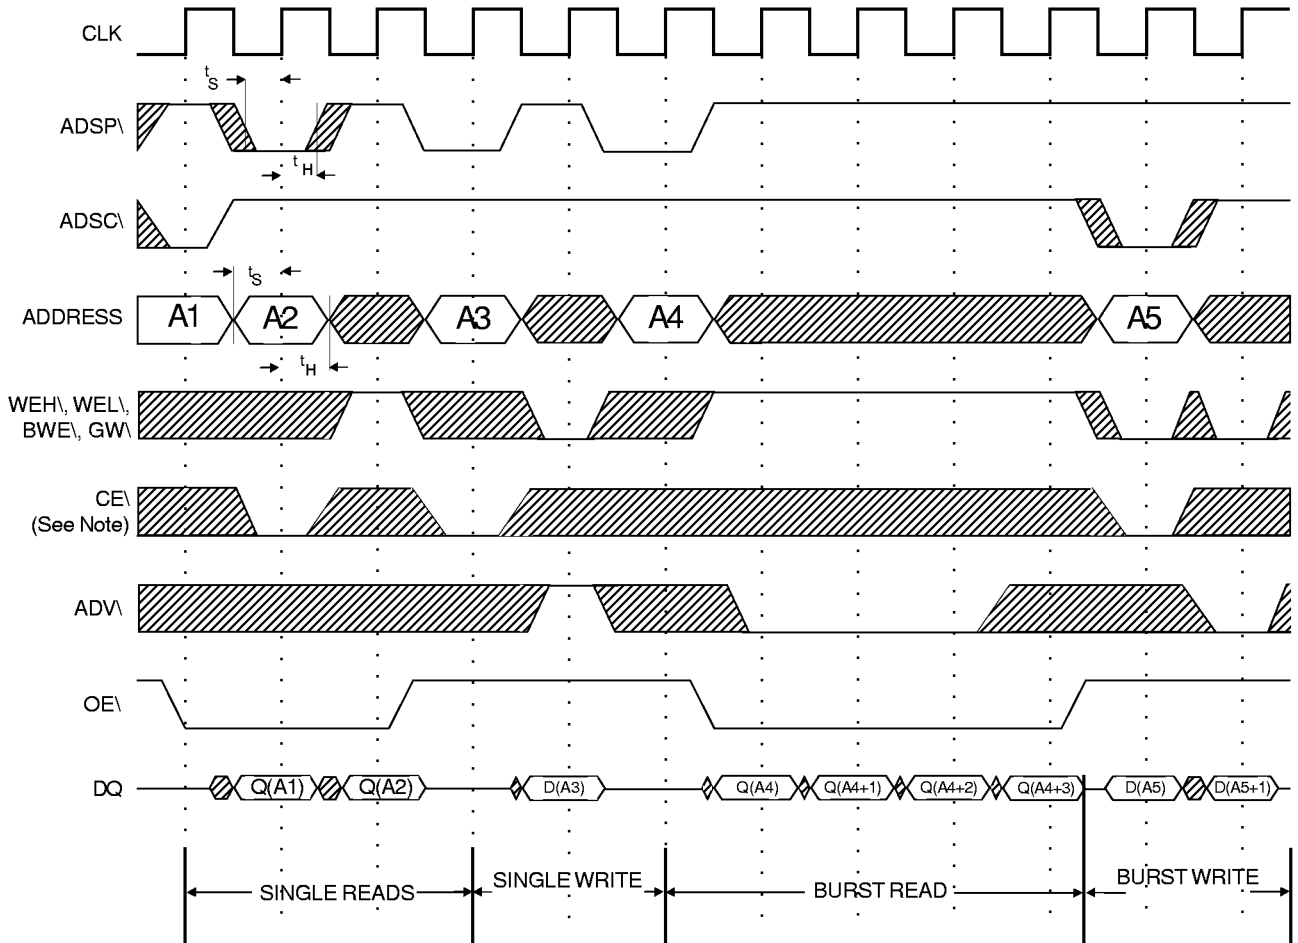 CLK
t
S
ADSP\
t
H
ADSC\
t
S
ADDRESS A1 A2 A3 A4 A5
t
H
WEH\, WEL\,
BWE\, GW\
CE\
(See Note)
ADV\
OE\
DQ Q(A1) Q(A2) D(A3) Q(A4) Q(A4+1) Q(A4+2) Q(A4+3) D(A5) D(A5+1)
SINGLE READS SINGLE WRITE BURST READ BURST WRITE